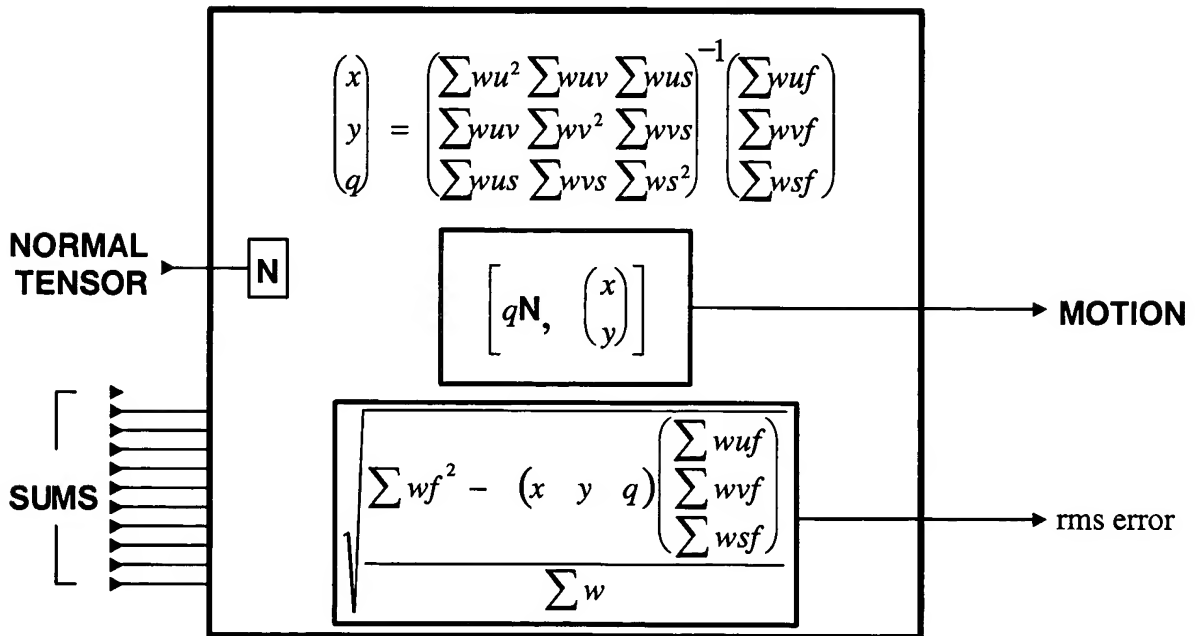 (x y q) = (∑wu² ∑wuv ∑wus
∑wuv ∑wv² ∑wvs
∑wus ∑wvs ∑ws²)⁻¹ (∑wuf
∑wvf
∑wsf)
NORMAL
TENSOR
N
[qN, (x y)]
MOTION
SUMS
√
∑wf² - (x y q) (∑wuf
∑wvf
∑wsf)
∑w
rms error